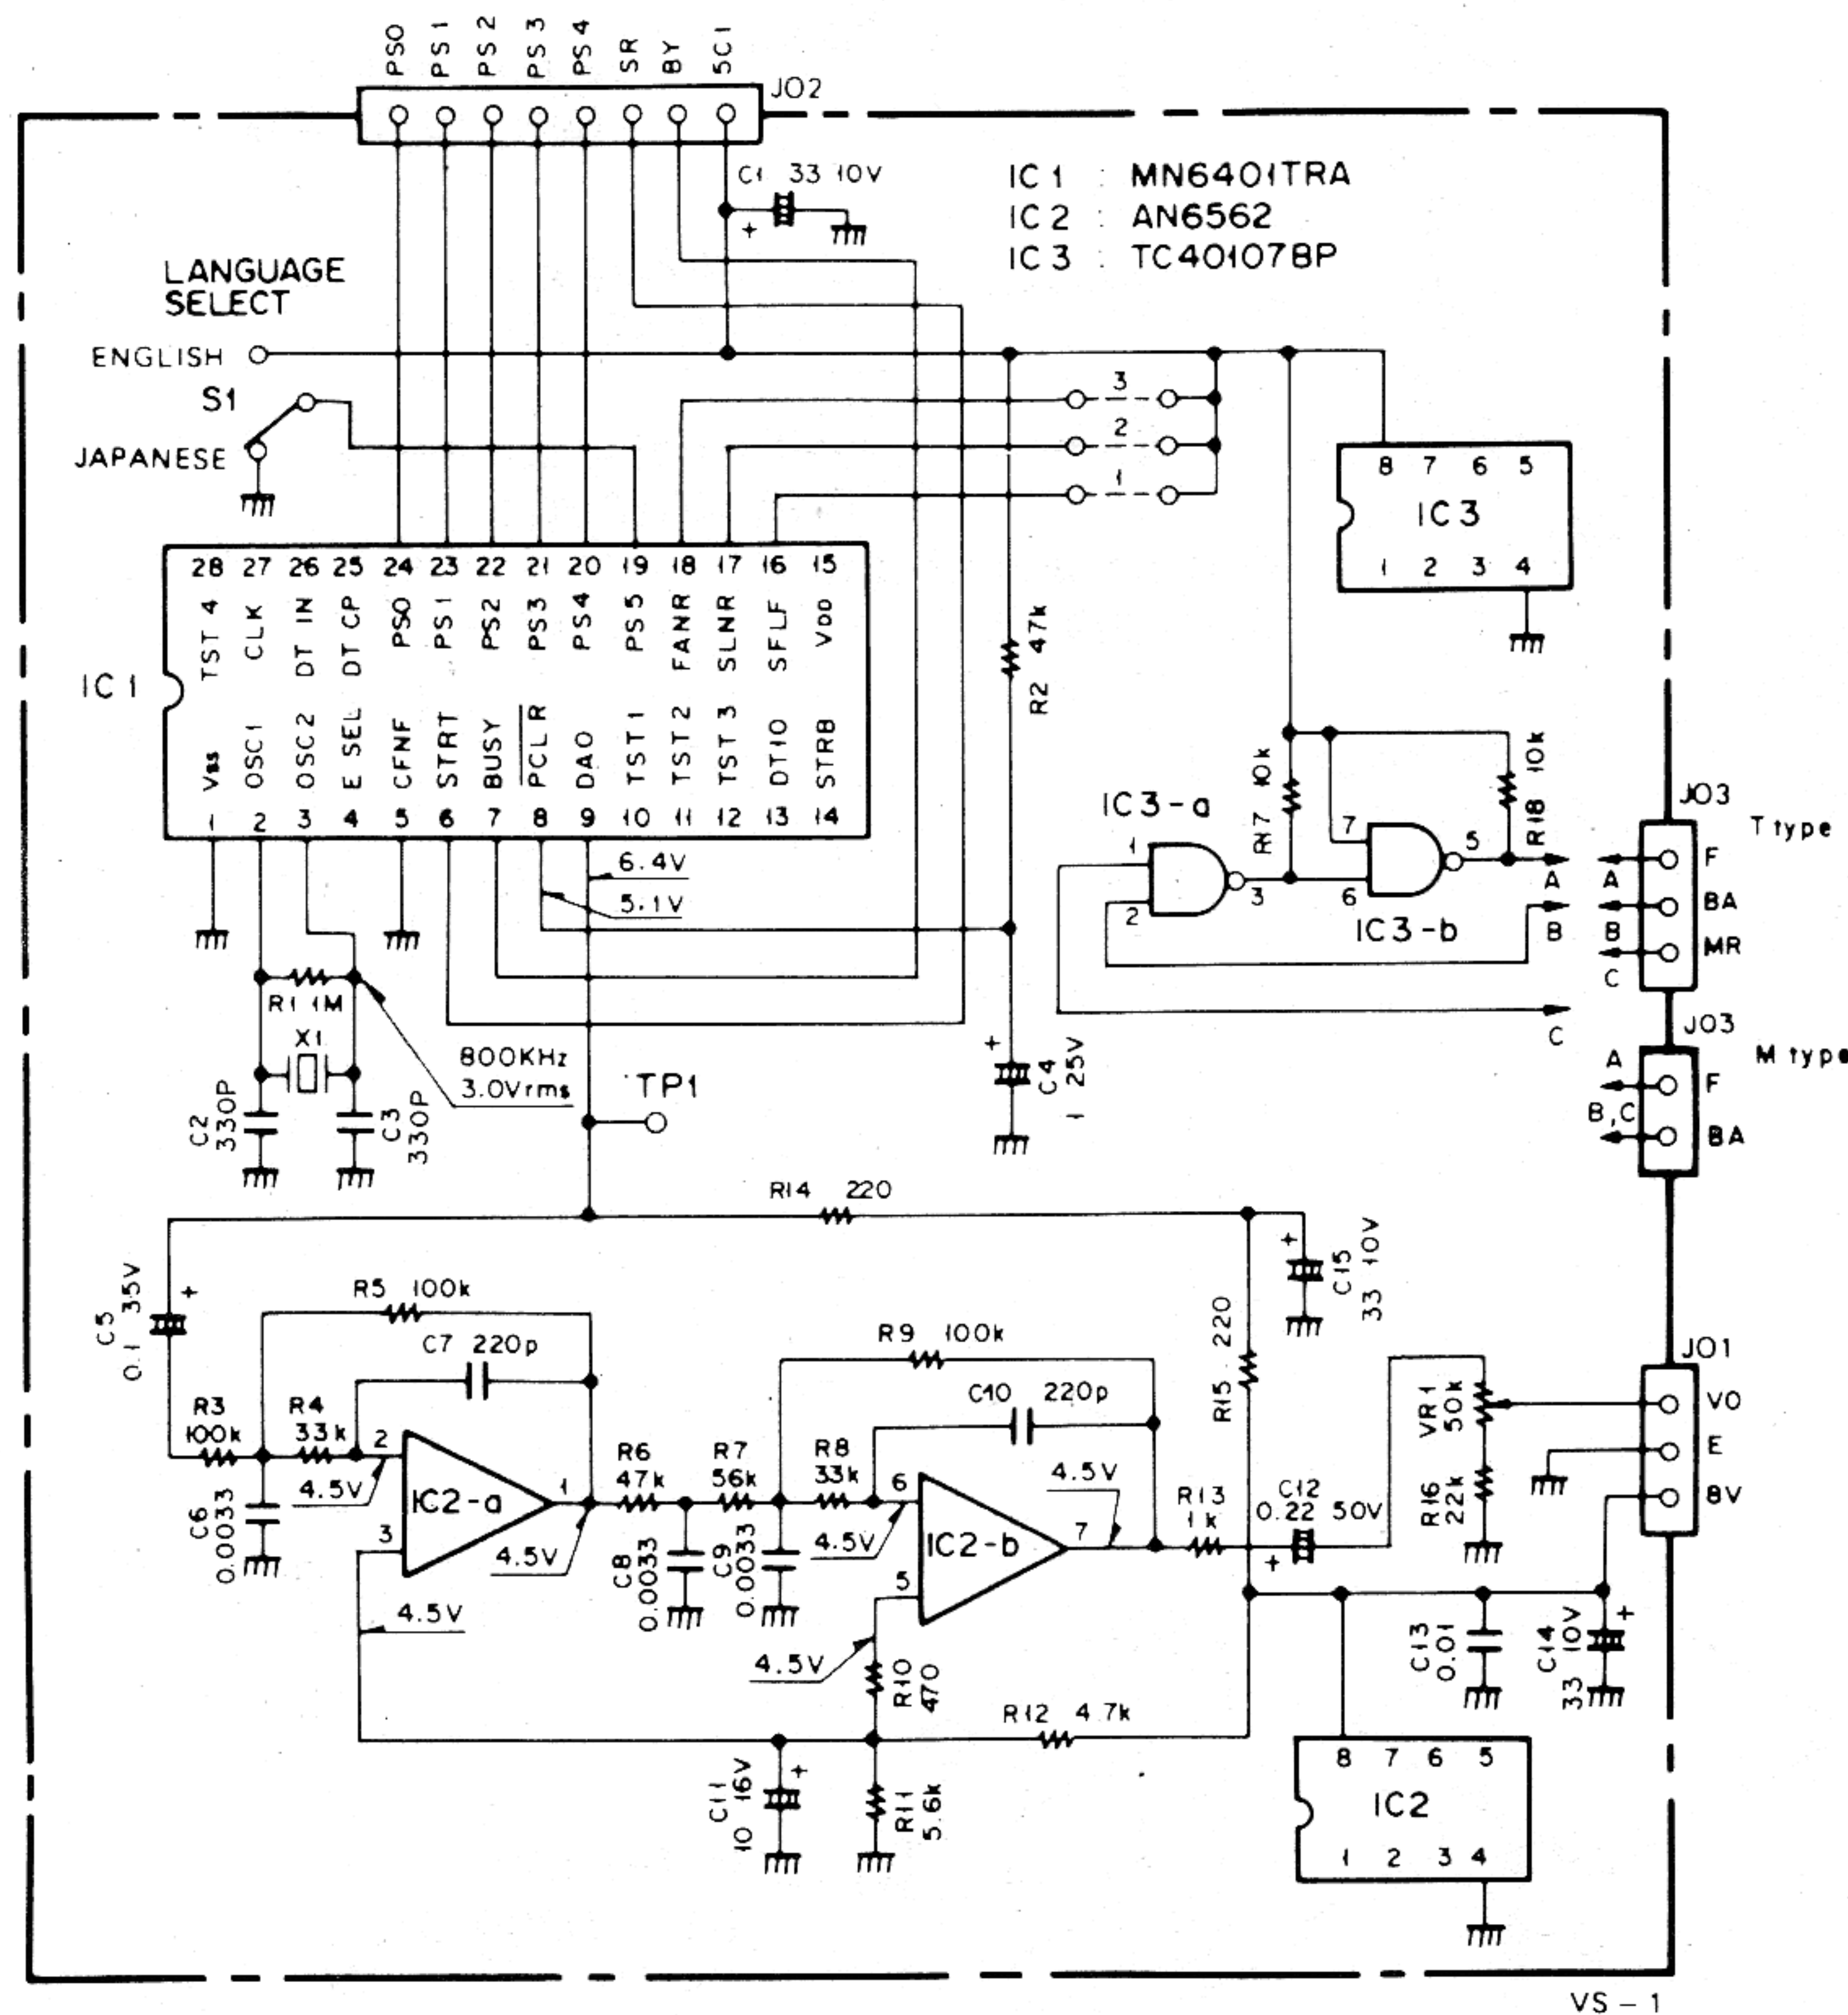 PS0 PS1 PS2 PS3 PS4 SR BY 5C1
JO2
C1 33 10V
+
IC1 : MN6401TRA
IC2 : AN6562
IC3 : TC40107BP
LANGUAGE
SELECT
ENGLISH
S1
JAPANESE
3
2
1
8 7 6 5
IC3
1 2 3 4
28 27 26 25 24 23 22 21 20 19 18 17 16 15
TST 4 CLK DT IN DT CP PS0 PS1 PS2 PS3 PS4 PS5 FANR SLNR SFLF VDD
IC1
Vss OSC1 OSC2 E SEL CFNF STRT BUSY PCLR DAO TST1 TST2 TST3 DT10 STRB
1 2 3 4 5 6 7 8 9 10 11 12 13 14
R2 47k
6.4V
5.1V
IC3-a
1
2
3
R17 10k
7
6
5
R18 10k
IC3-b
A
B
C
JO3
T type
A F
B BA
C MR
JO3
M type
A F
B,C BA
R1 1M
X1
800KHz
3.0Vrms
C2 330P
C3 330P
TP1
+
C4 1 25V
R14 220
+
C15 33 10V
C5 0.1 35V
+
R5 100k
C7 220p
R3
100k
R4
33k
2
4.5V
IC2-a
1
3
C6 0.0033
4.5V
4.5V
R6
47k
R7
56k
R8
33k
C8 0.0033
C9 0.0033
R9 100k
C10 220p
6
4.5V
IC2-b
7
5
4.5V
4.5V
R13
1k
R15 220
C12
0.22 50V
+
VR1 50k
R16 22k
JO1
VO
E
8V
R10 470
R12 4.7k
C11 10 16V
+
R11 5.6k
C13 0.01
C14 33 10V
+
8 7 6 5
IC2
1 2 3 4
VS-1